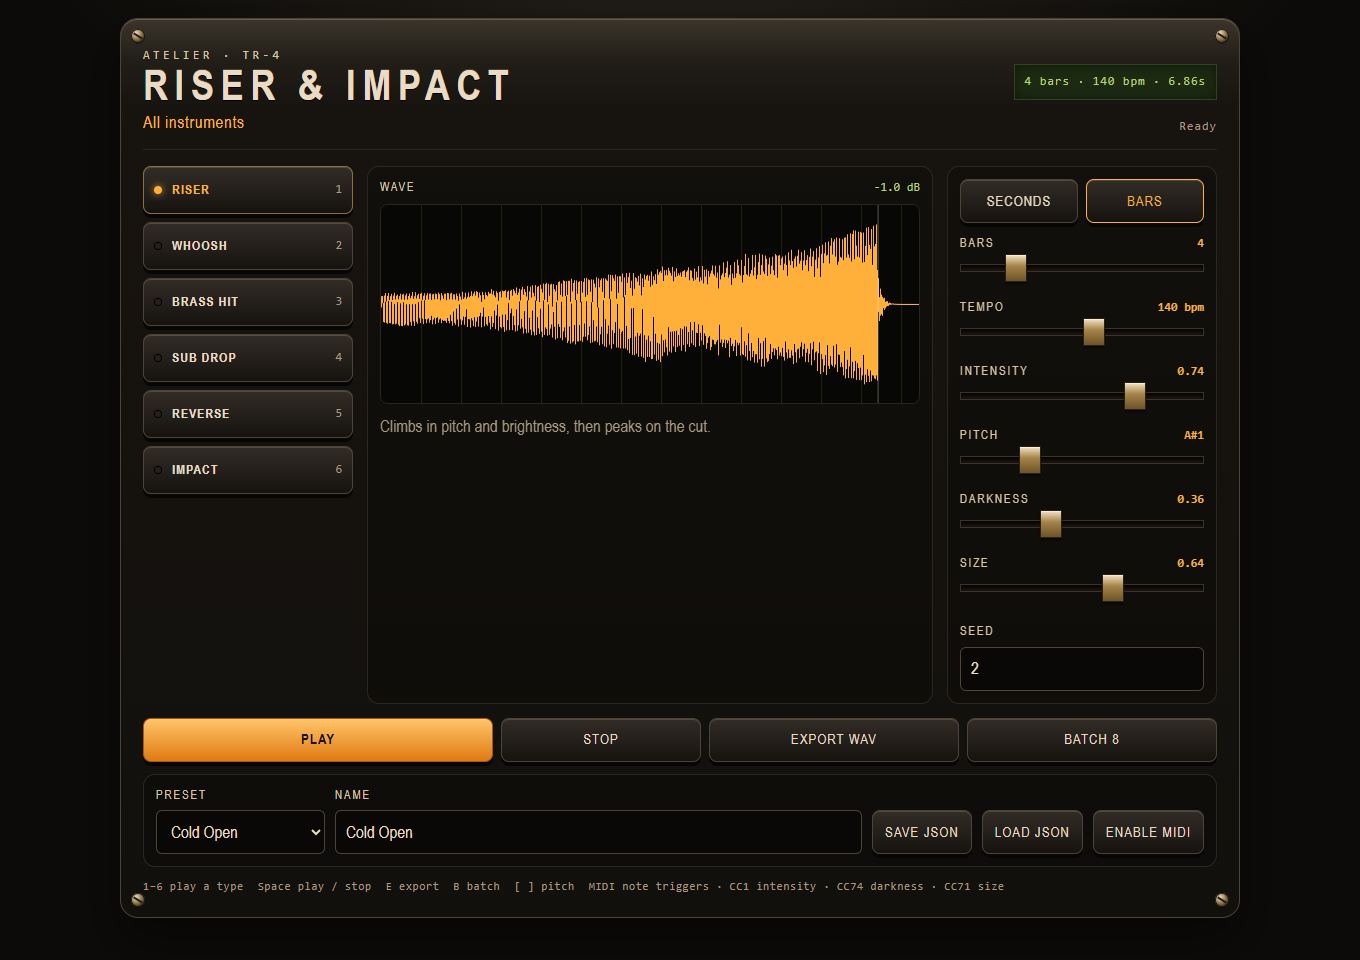 ATELIER · TR-4
RISER & IMPACT
All instruments
4 bars · 140 bpm · 6.86s
Ready
RISER 1
WHOOSH 2
BRASS HIT 3
SUB DROP 4
REVERSE 5
IMPACT 6
WAVE -1.0 dB
Climbs in pitch and brightness, then peaks on the cut.
SECONDS BARS
BARS 4
TEMPO 140 bpm
INTENSITY 0.74
PITCH A#1
DARKNESS 0.36
SIZE 0.64
SEED
2
PLAY STOP EXPORT WAV BATCH 8
PRESET NAME
Cold Open Cold Open SAVE JSON LOAD JSON ENABLE MIDI
1-6 play a type Space play / stop E export B batch [ ] pitch MIDI note triggers · CC1 intensity · CC74 darkness · CC71 size